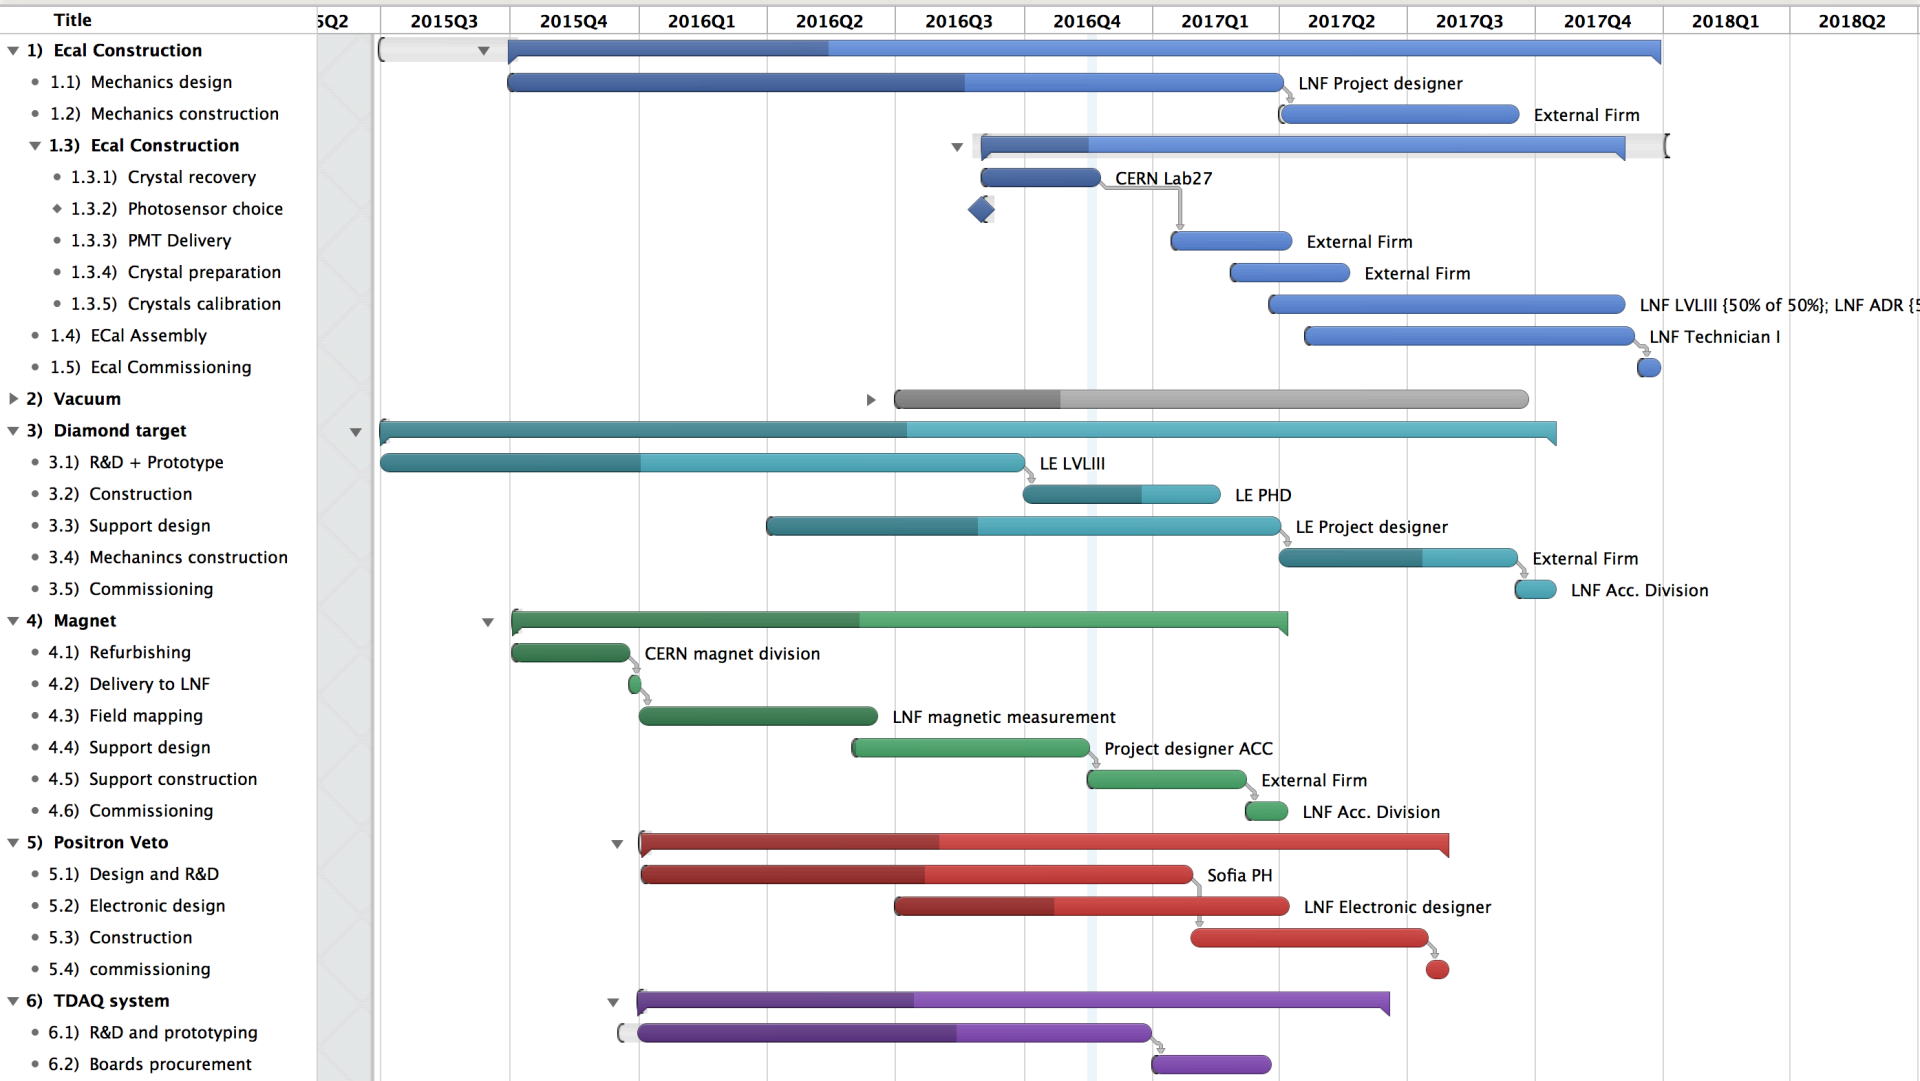 Title 5Q2 2015Q3 2015Q4 2016Q1 2016Q2 2016Q3 2016Q4 2017Q1 2017Q2 2017Q3 2017Q4 2018Q1 2018Q2
1) Ecal Construction
1.1) Mechanics design LNF Project designer
1.2) Mechanics construction External Firm
1.3) Ecal Construction
1.3.1) Crystal recovery CERN Lab27
1.3.2) Photosensor choice
1.3.3) PMT Delivery External Firm
1.3.4) Crystal preparation External Firm
1.3.5) Crystals calibration LNF LVLIII {50% of 50%}; LNF ADR {5
1.4) ECal Assembly LNF Technician I
1.5) Ecal Commissioning
2) Vacuum
3) Diamond target
3.1) R&D + Prototype LE LVLIII
3.2) Construction LE PHD
3.3) Support design LE Project designer
3.4) Mechanincs construction External Firm
3.5) Commissioning LNF Acc. Division
4) Magnet
4.1) Refurbishing CERN magnet division
4.2) Delivery to LNF
4.3) Field mapping LNF magnetic measurement
4.4) Support design Project designer ACC
4.5) Support construction External Firm
4.6) Commissioning LNF Acc. Division
5) Positron Veto
5.1) Design and R&D Sofia PH
5.2) Electronic design LNF Electronic designer
5.3) Construction
5.4) commissioning
6) TDAQ system
6.1) R&D and prototyping
6.2) Boards procurement